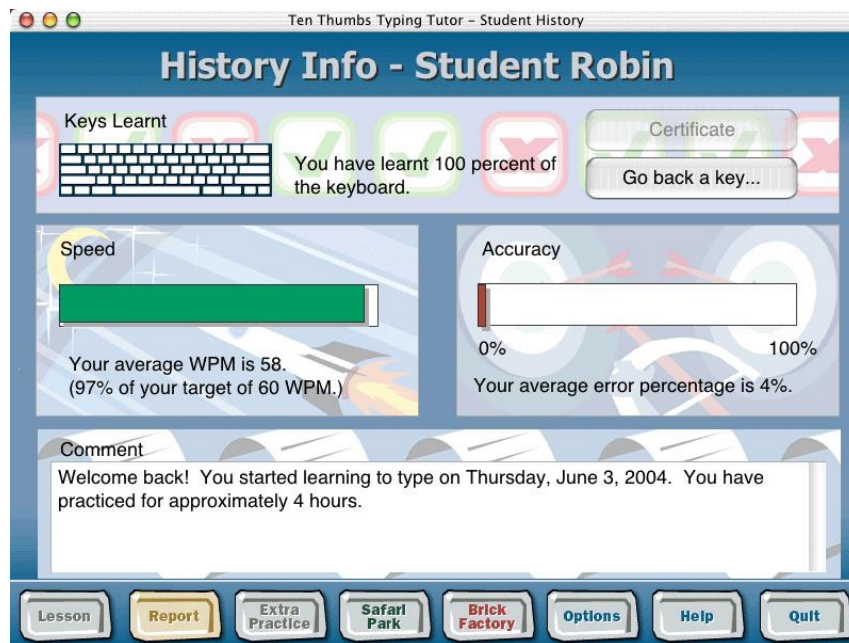 Ten Thumbs Typing Tutor – Student History
History Info - Student Robin
Keys Learnt
You have learnt 100 percent of
the keyboard.
Certificate
Go back a key...
Speed
Your average WPM is 58.
(97% of your target of 60 WPM.)
Accuracy
0%
100%
Your average error percentage is 4%.
Comment
Welcome back!  You started learning to type on Thursday, June 3, 2004.  You have
practiced for approximately 4 hours.
Lesson
Report
Extra
Practice
Safari
Park
Brick
Factory
Options
Help
Quit